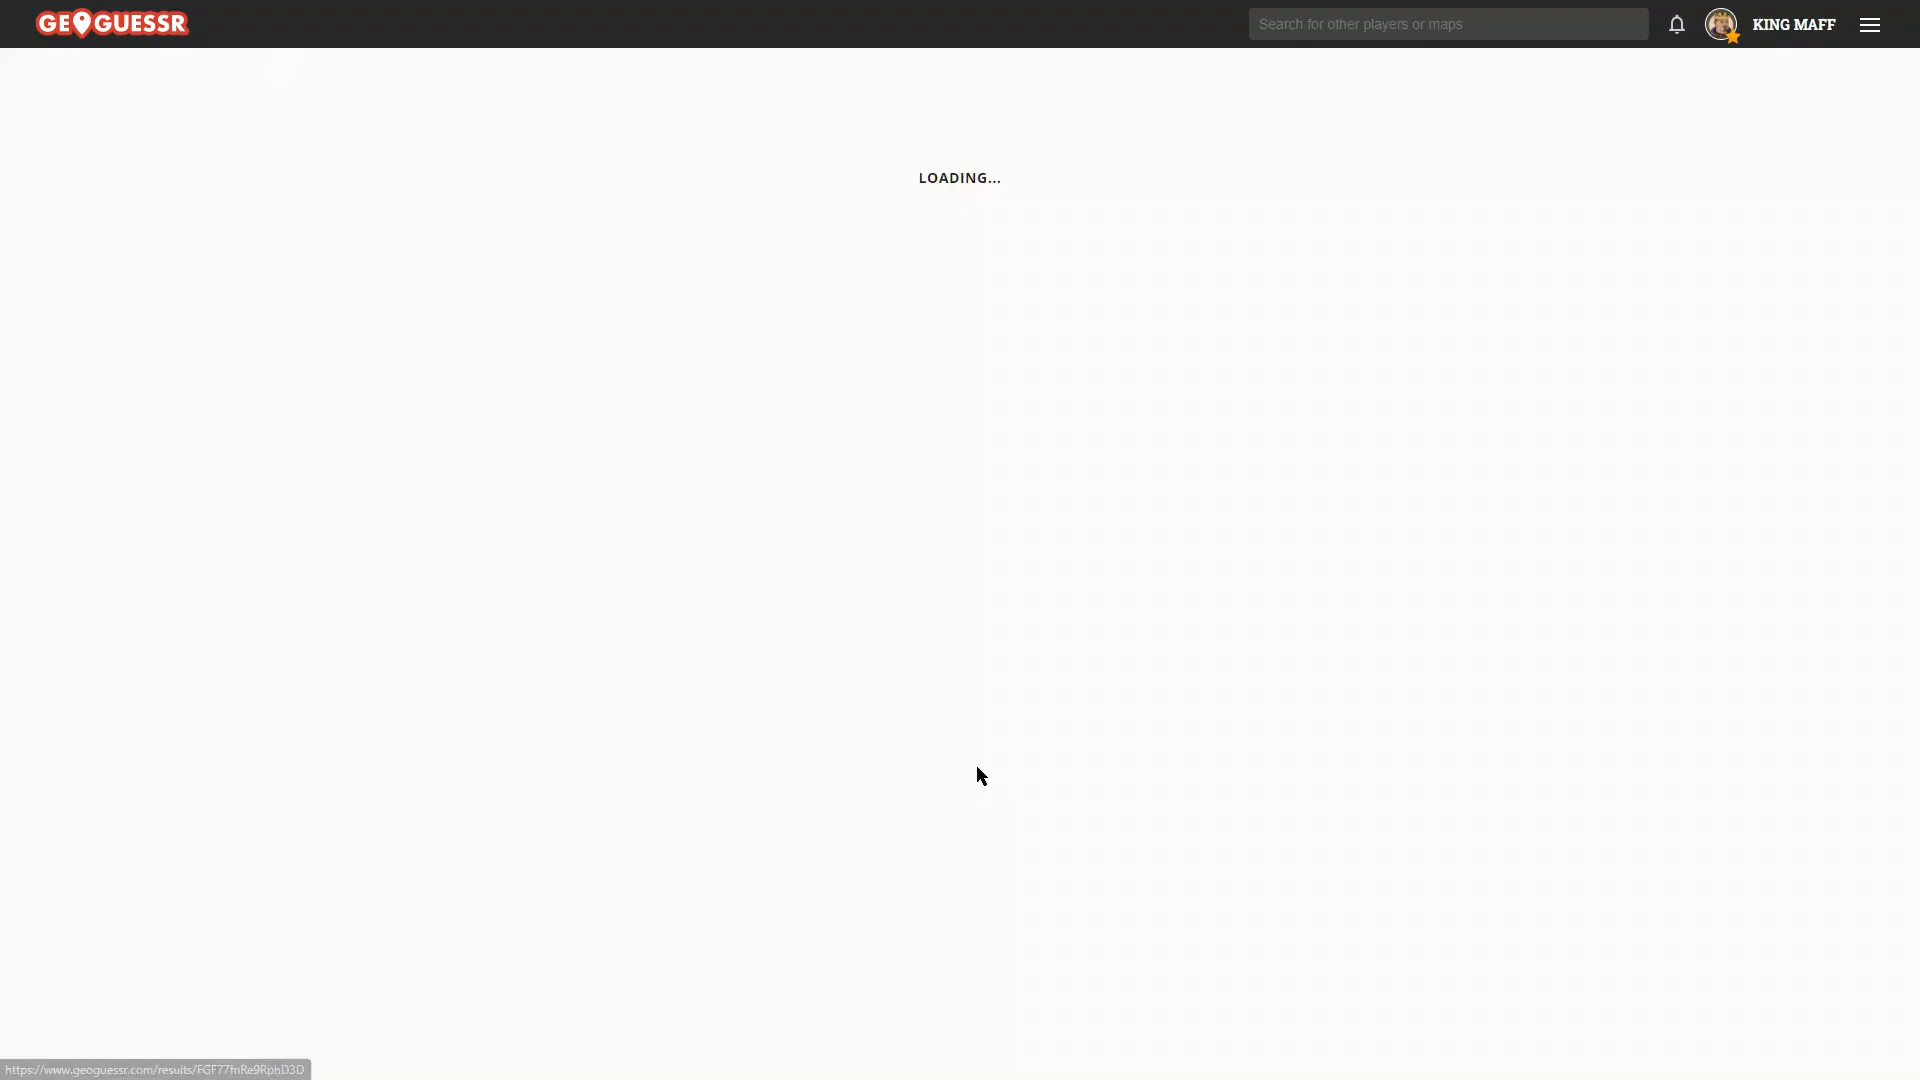 GEOGUESSR
Search for other players or maps
KING MAFF
LOADING...
https://www.geoguessr.com/results/FGF77fnRe9RphD3D